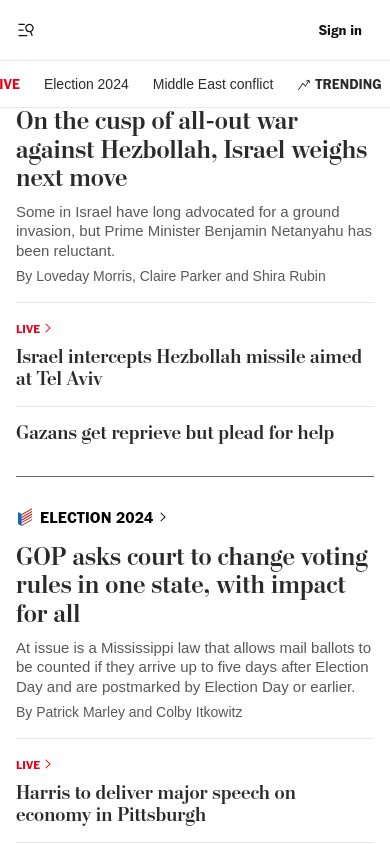 Sign in
IVE
Election 2024
Middle East conflict
TRENDING
On the cusp of all-out war
against Hezbollah, Israel weighs
next move
Some in Israel have long advocated for a ground
invasion, but Prime Minister Benjamin Netanyahu has
been reluctant.
By Loveday Morris, Claire Parker and Shira Rubin
LIVE
Israel intercepts Hezbollah missile aimed
at Tel Aviv
Gazans get reprieve but plead for help
ELECTION 2024
GOP asks court to change voting
rules in one state, with impact
for all
At issue is a Mississippi law that allows mail ballots to
be counted if they arrive up to five days after Election
Day and are postmarked by Election Day or earlier.
By Patrick Marley and Colby Itkowitz
LIVE
Harris to deliver major speech on
economy in Pittsburgh